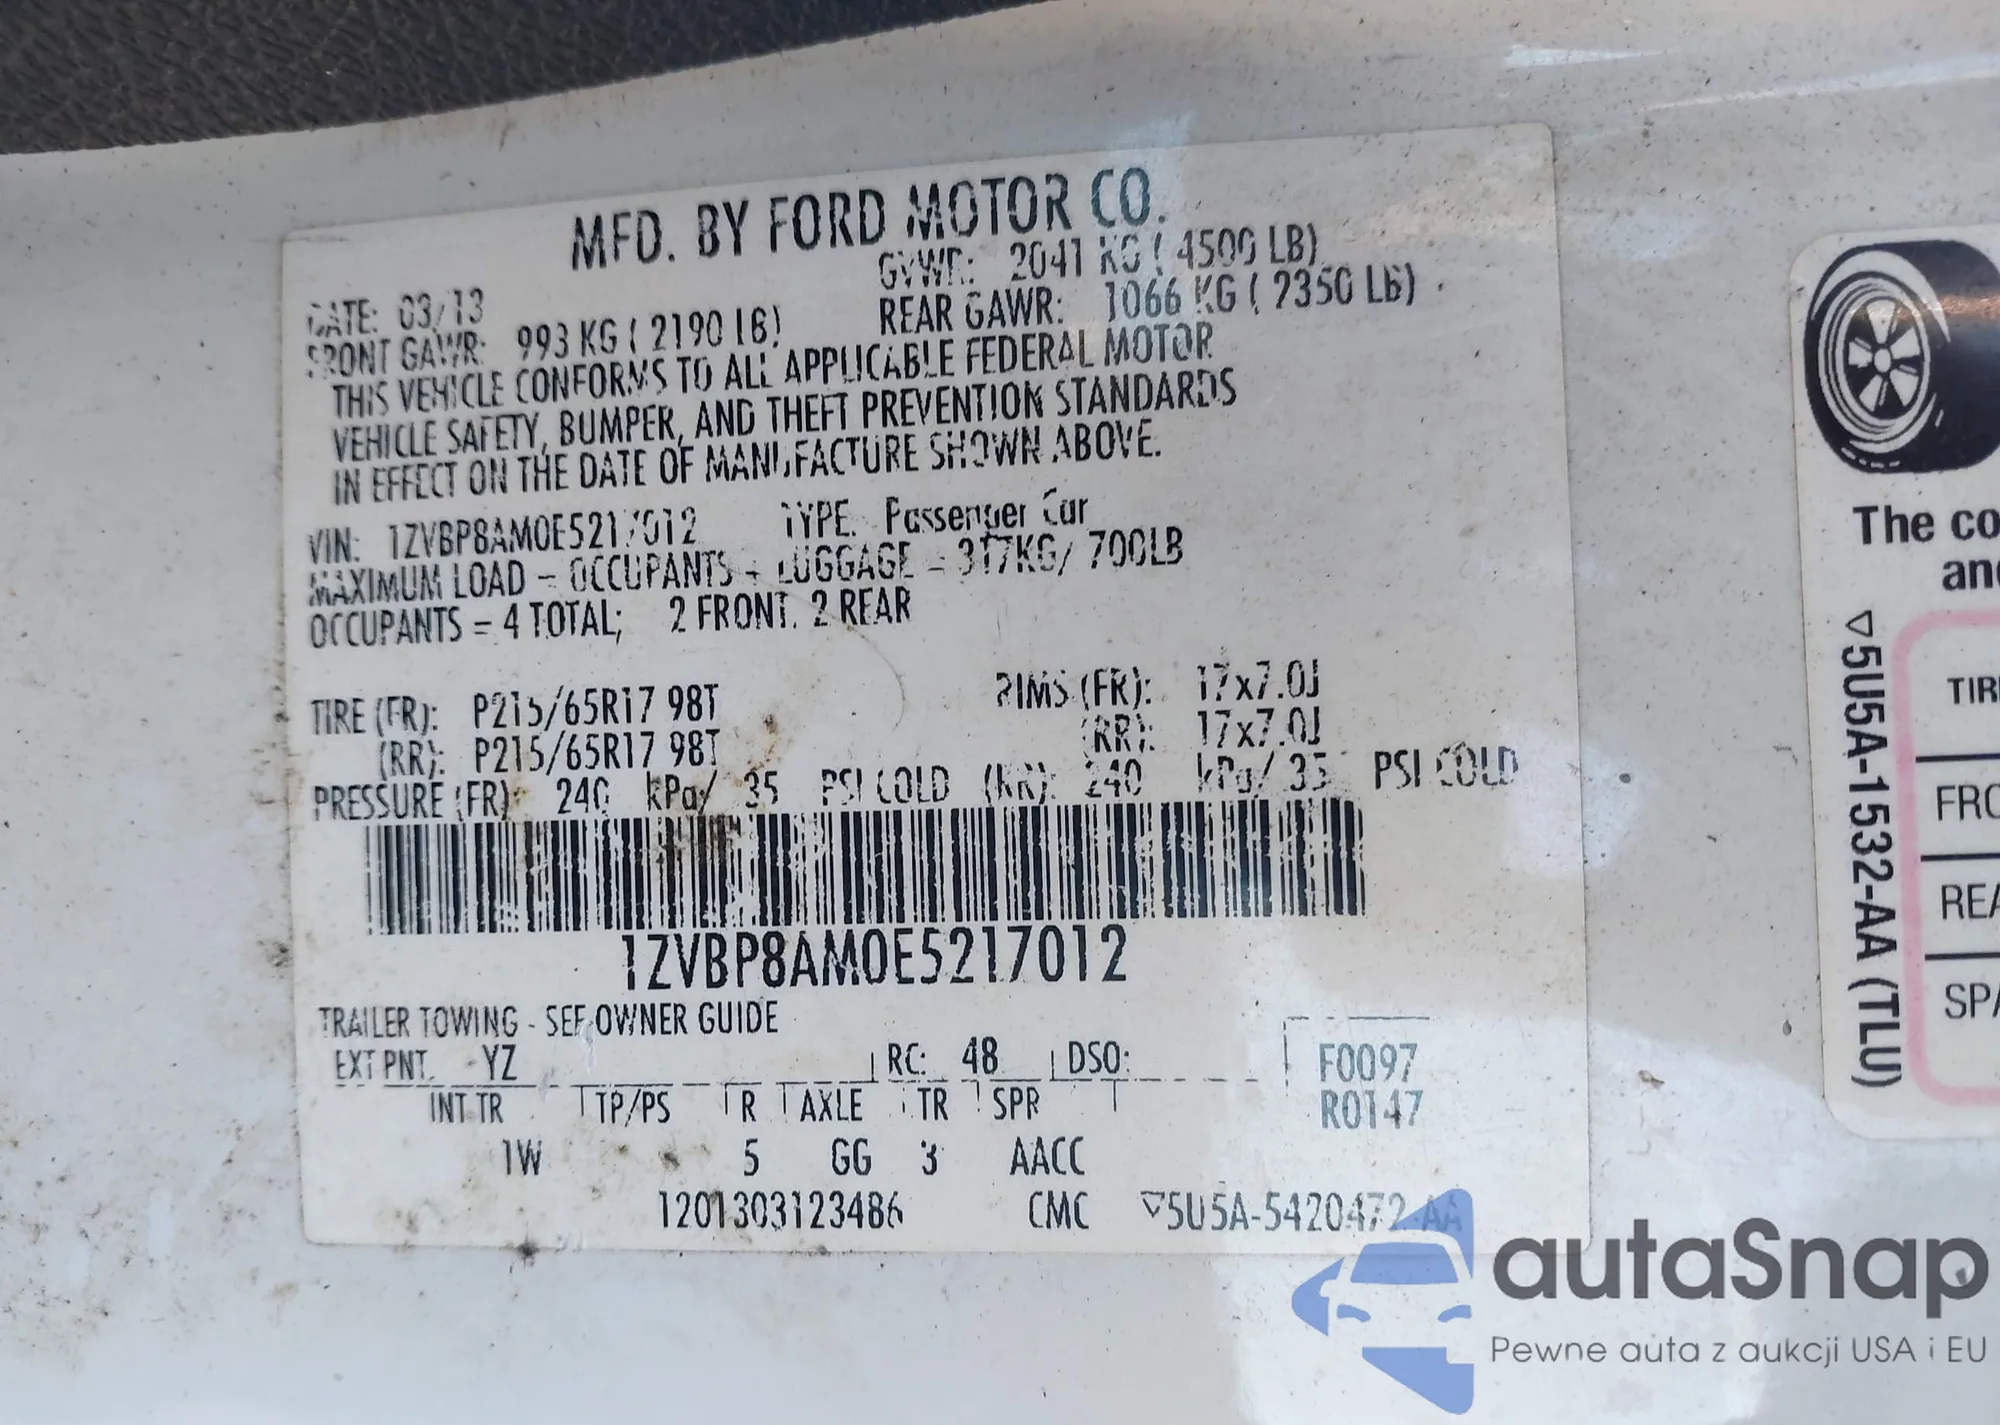 MFD. BY FORD MOTOR CO.
DATE: 03/13 GVWR: 2041 KG ( 4500 LB)
FRONT GAWR: 993 KG ( 2190 LB) REAR GAWR: 1066 KG ( 2350 LB)
THIS VEHICLE CONFORMS TO ALL APPLICABLE FEDERAL MOTOR
VEHICLE SAFETY, BUMPER, AND THEFT PREVENTION STANDARDS
IN EFFECT ON THE DATE OF MANUFACTURE SHOWN ABOVE.
VIN: 1ZVBP8AM0E5217012 TYPE: Passenger Car
MAXIMUM LOAD = OCCUPANTS + LUGGAGE = 317KG/ 700LB
OCCUPANTS = 4 TOTAL; 2 FRONT, 2 REAR
TIRE (FR): P215/65R17 98T RIMS (FR): 17x7.0J
(RR): P215/65R17 98T (RR): 17x7.0J
PRESSURE (FR): 240 kPa/ 35 PSI COLD (RR): 240 kPa/ 35 PSI COLD
1ZVBP8AM0E5217012
TRAILER TOWING - SEE OWNER GUIDE
EXT PNT: YZ RC: 48 DSO: F0097
INT TR TP/PS R AXLE TR SPR R0147
1W 5 GG 3 AACC
1201303123486 CMC ▽5U5A-5420472-AA
The co
and
▽5U5A-1532-AA (TLU)
TIR
FRO
REA
SPA
autaSnap
Pewne auta z aukcji USA i EU